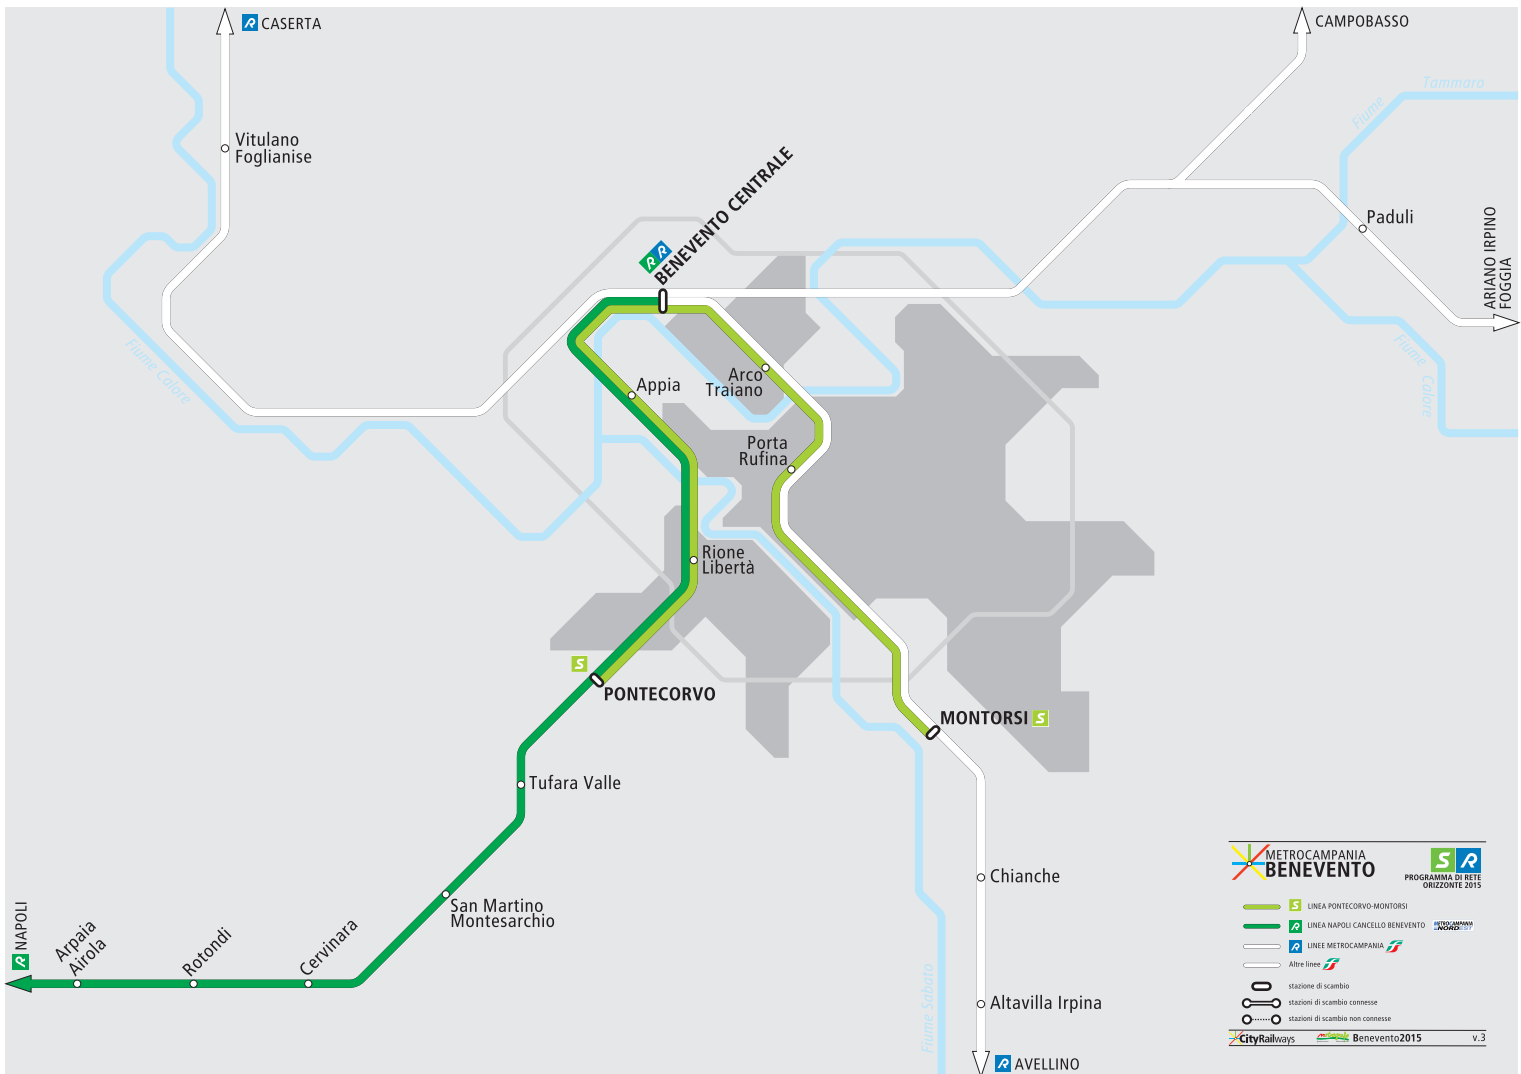 R CASERTA
CAMPOBASSO
Fiume
Tammaro
Vitulano
Foglianise
R R
BENEVENTO CENTRALE
Paduli
ARIANO IRPINO
FOGGIA
Fiume Calore
Fiume
Calore
Appia
Arco
Traiano
Porta
Rufina
Rione
Libertà
S
PONTECORVO
MONTORSI S
Tufara Valle
Chianche
San Martino
Montesarchio
R NAPOLI
Arpaia
Airola
Rotondi
Cervinara
Fiume Sabato
Altavilla Irpina
R AVELLINO
METROCAMPANIA
BENEVENTO
S R
PROGRAMMA DI RETE
ORIZZONTE 2015
S LINEA PONTECORVO-MONTORSI
R LINEA NAPOLI CANCELLO BENEVENTO METROCAMPANIA
NORDEST
R LINEE METROCAMPANIA
Altre linee
stazione di scambio
stazioni di scambio connesse
stazioni di scambio non connesse
CityRailways
Benevento2015
v.3